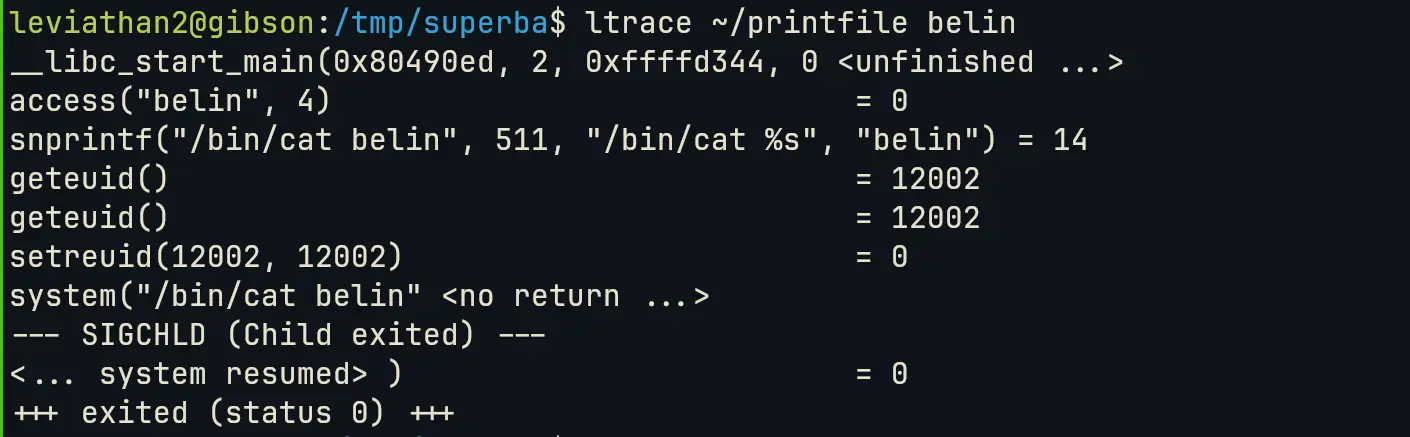 leviathan2@gibson:/tmp/superba$ ltrace ~/printfile belin
__libc_start_main(0x80490ed, 2, 0xffffd344, 0 <unfinished ...>
access("belin", 4) = 0
snprintf("/bin/cat belin", 511, "/bin/cat %s", "belin") = 14
geteuid() = 12002
geteuid() = 12002
setreuid(12002, 12002) = 0
system("/bin/cat belin" <no return ...>
--- SIGCHLD (Child exited) ---
<... system resumed> ) = 0
+++ exited (status 0) +++